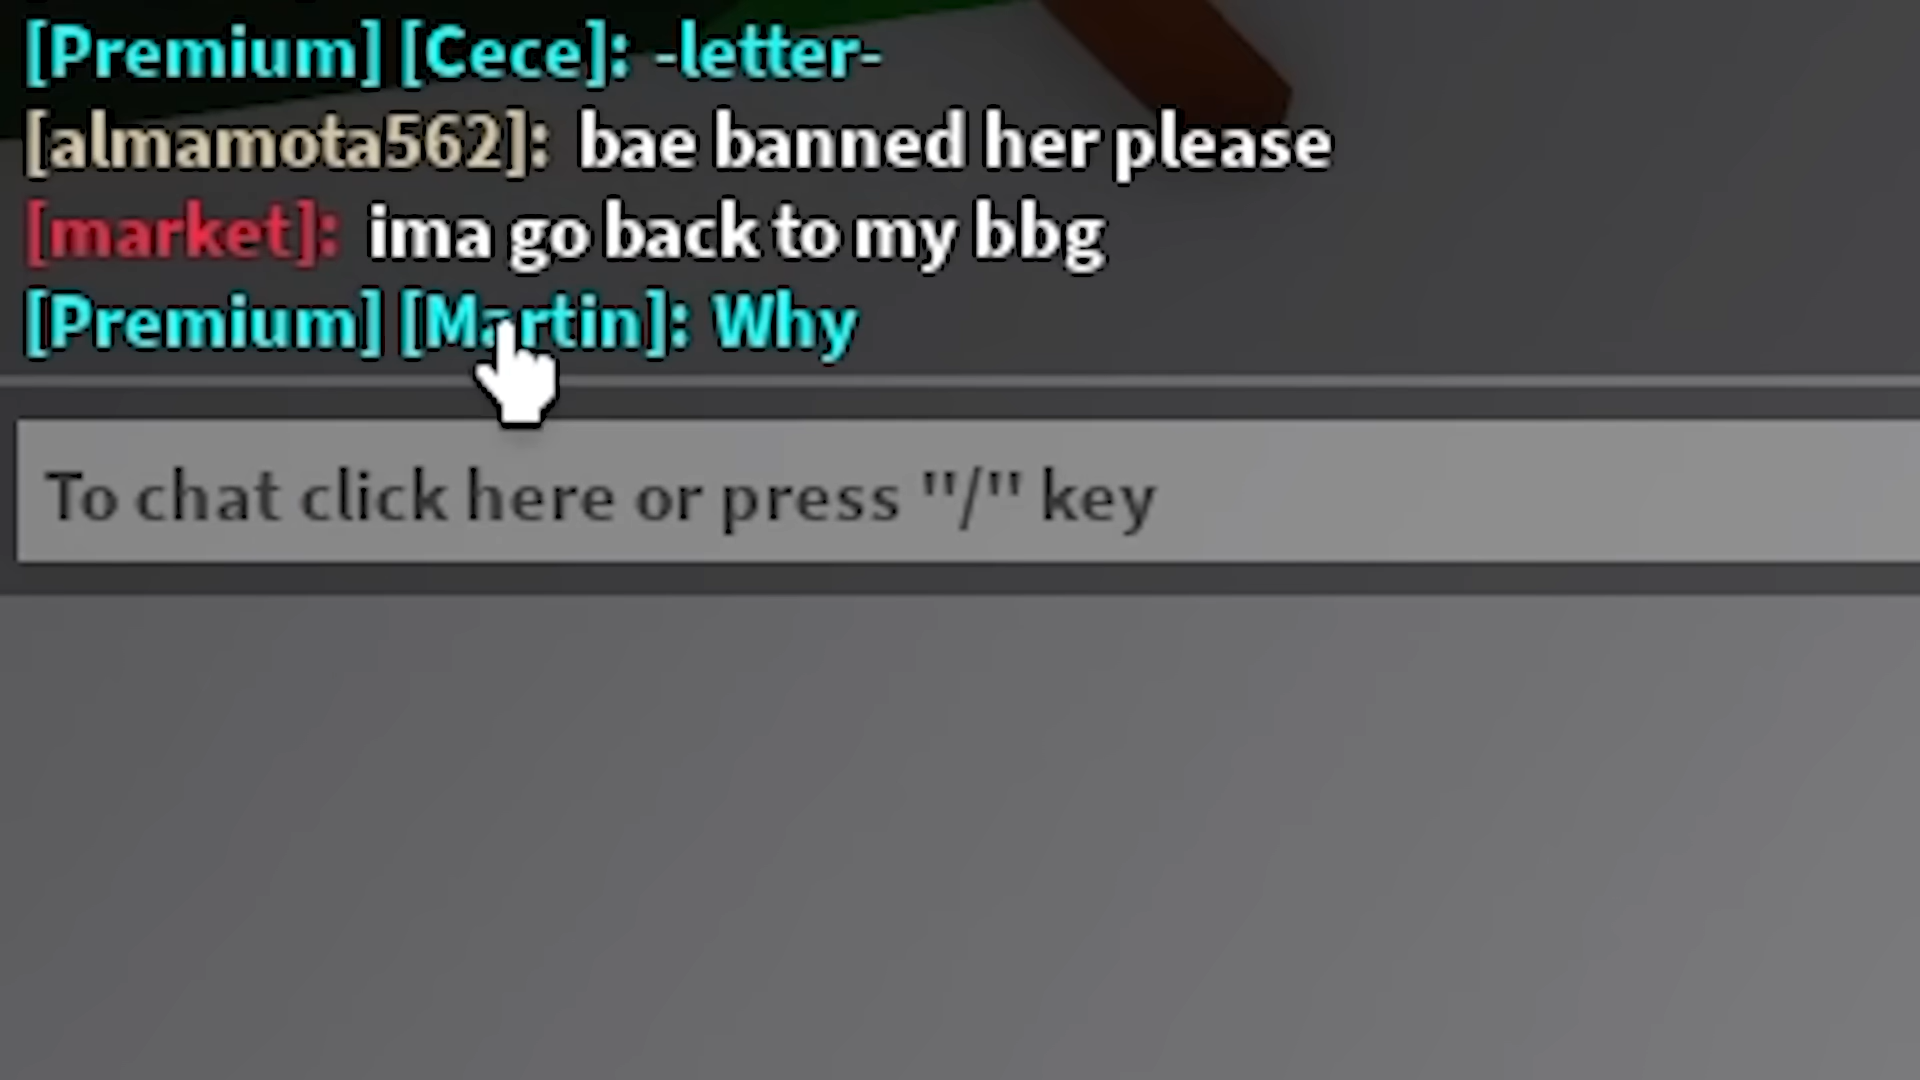 [Premium] [Cece]: -letter-
[almamota562]: bae banned her please
[market]: ima go back to my bbg
[Premium] [Martin]: Why
To chat click here or press "/" key